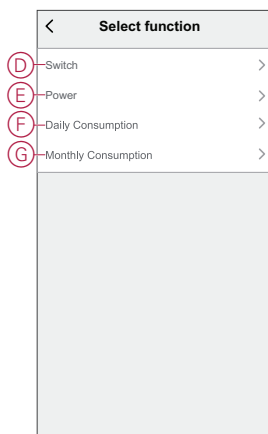 Select function
D Switch
E Power
F Daily Consumption
G Monthly Consumption